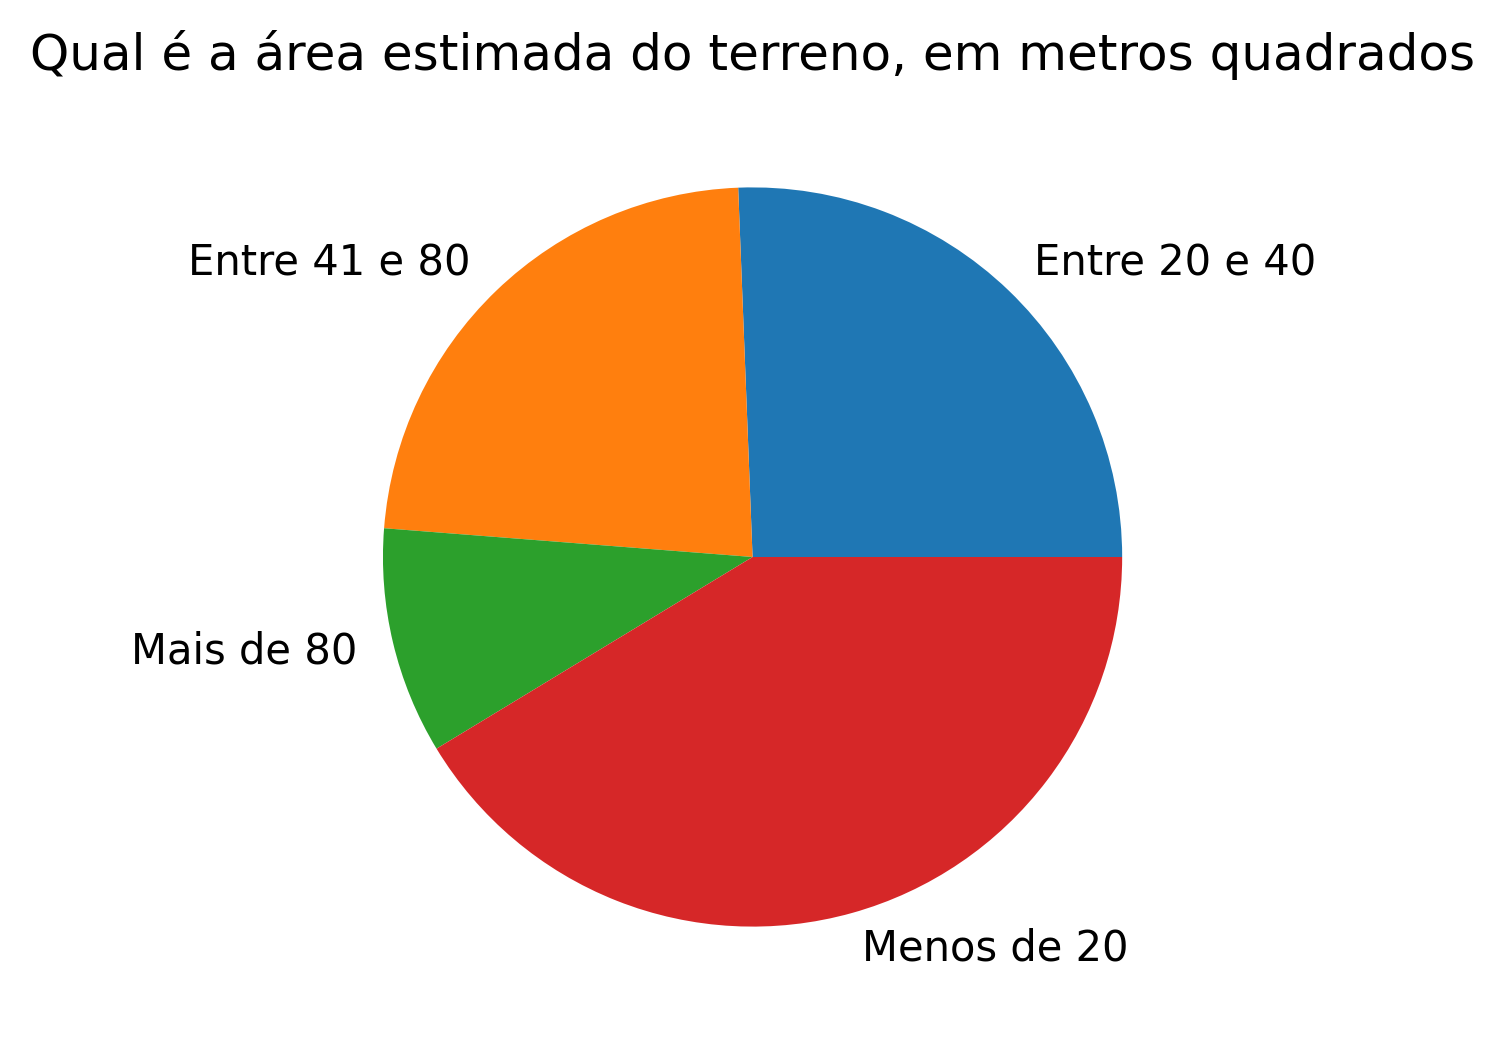 Qual é a área estimada do terreno, em metros quadrados
Entre 41 e 80
Entre 20 e 40
Mais de 80
Menos de 20